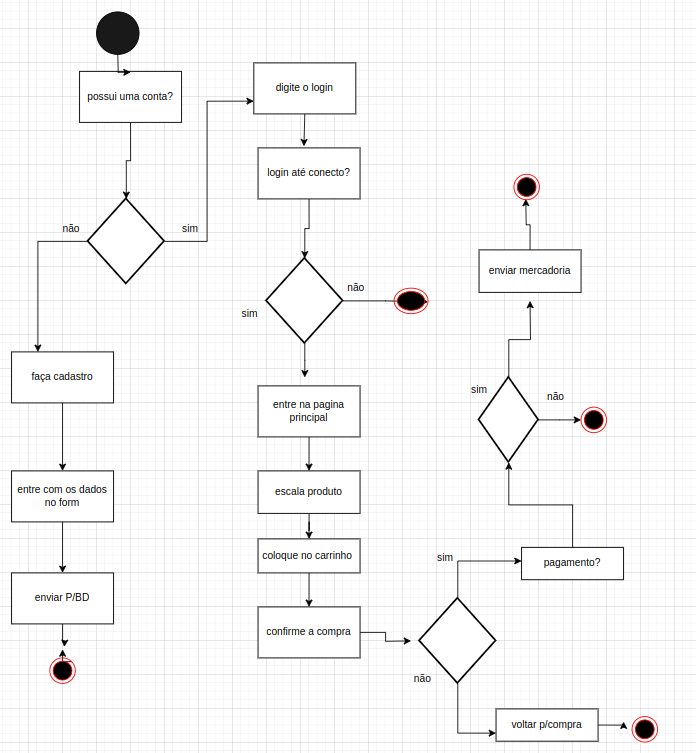 possui uma conta?
não
sim
faça cadastro
entre com os dados
no form
enviar P/BD
digite o login
login até conecto?
não
sim
entre na pagina
principal
escala produto
coloque no carrinho
confirme a compra
sim
não
voltar p/compra
pagamento?
sim
não
enviar mercadoria